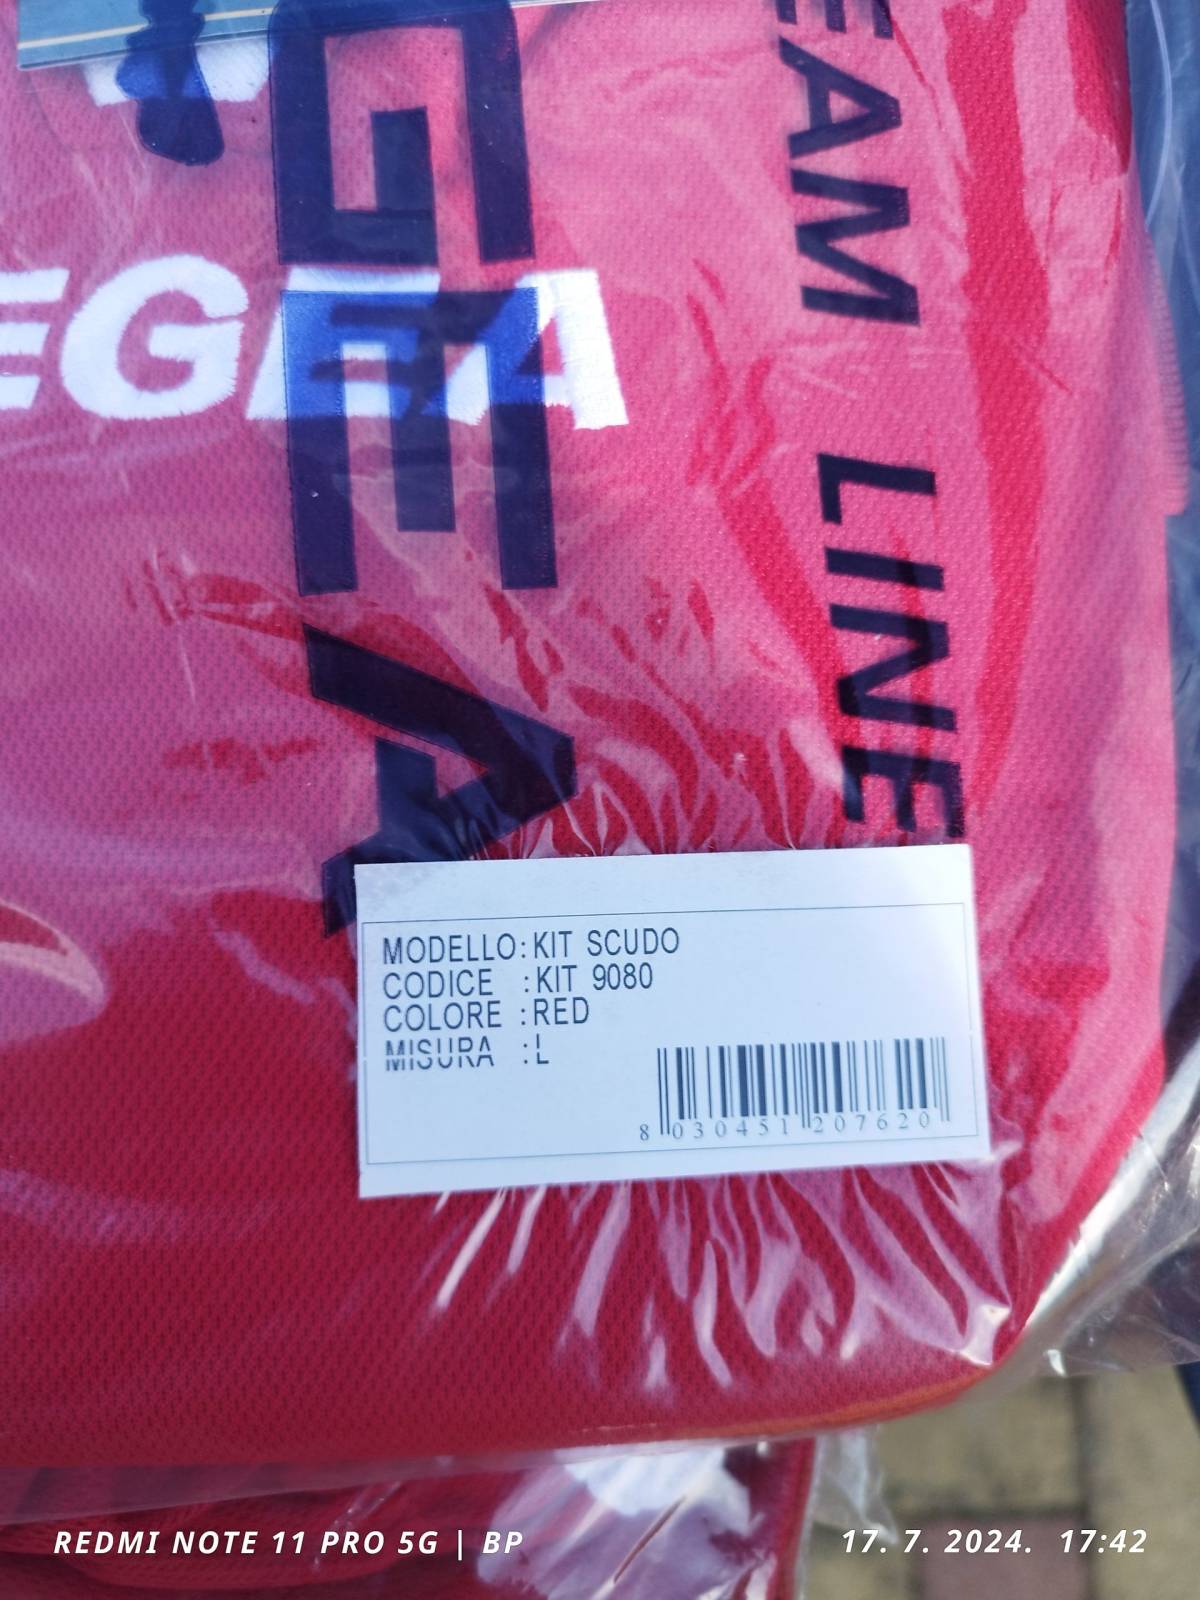 EGEA
GEA
EAM LINE
MODELLO:KIT SCUDO
CODICE :KIT 9080
COLORE :RED
MISURA :L
8 030451 207620
REDMI NOTE 11 PRO 5G | BP
17. 7. 2024. 17:42